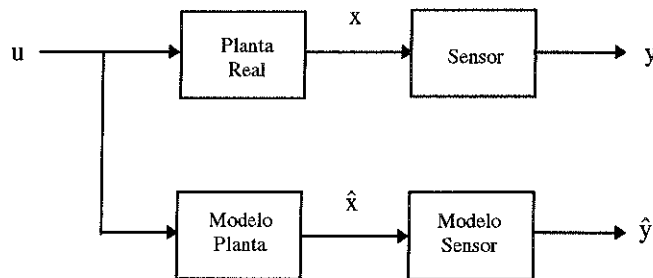 x
u
Planta
Real
Sensor
y
x̂
Modelo
Planta
Modelo
Sensor
ŷ